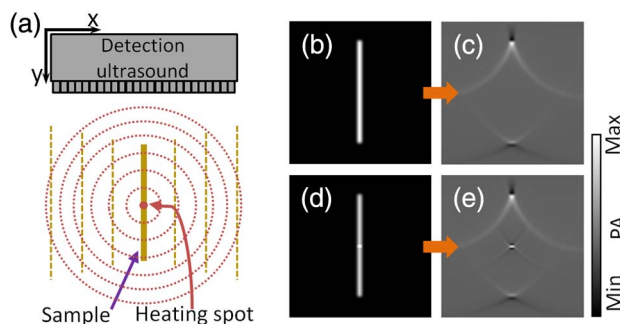 (a)
x
y
Detection
ultrasound
Sample
Heating spot
(b)
(c)
(d)
(e)
Max
PA
Min